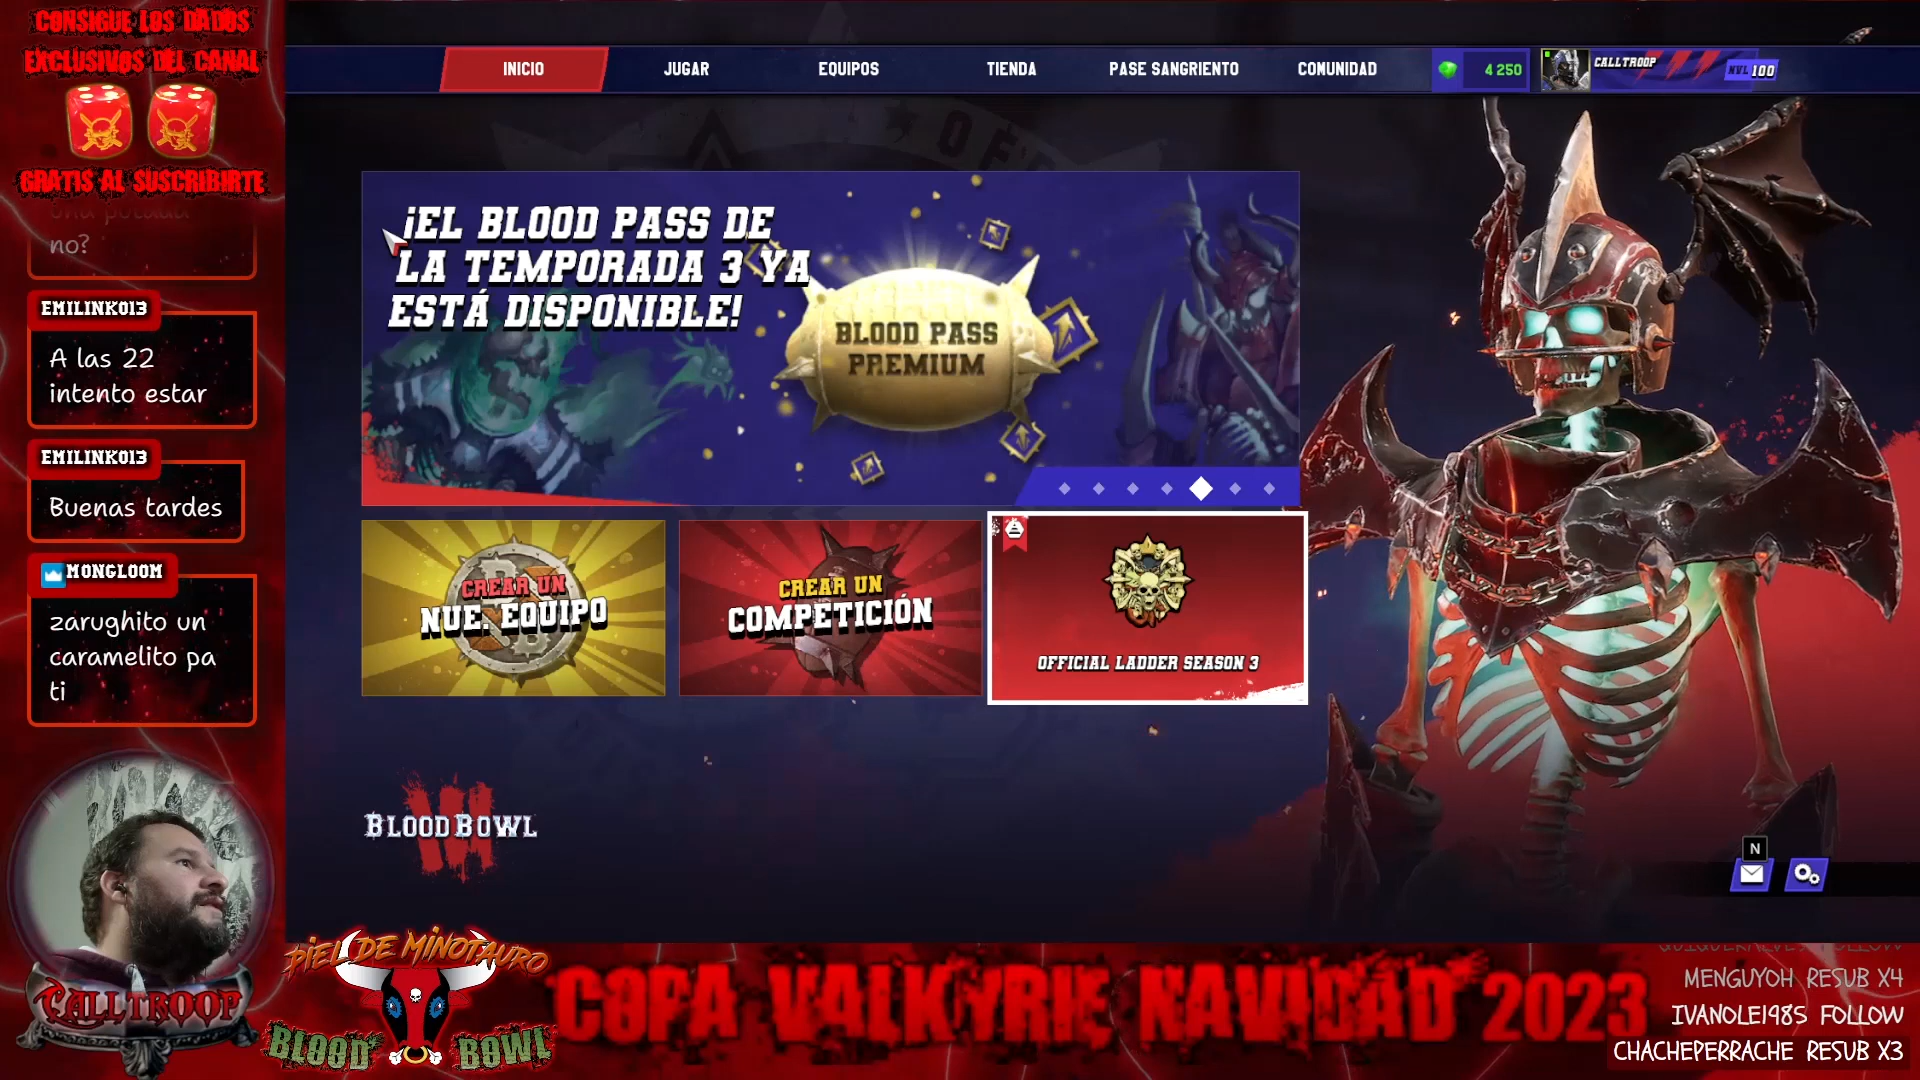 CONSIGUE LOS DADOS
EXCLUSIVOS DEL CANAL
GRATIS AL SUSCRIBIRTE
no?
EMILINK013
A las 22
intento estar
EMILINK013
Buenas tardes
MONGLOOM
zarughito un
caramelito pa
ti
CALLTROOP
INICIO
JUGAR
EQUIPOS
TIENDA
PASE SANGRIENTO
COMUNIDAD
4 250
CALLTROOP
NVL 100
¡EL BLOOD PASS DE
LA TEMPORADA 3 YA
ESTÁ DISPONIBLE!
BLOOD PASS
PREMIUM
CREAR UN
NUE. EQUIPO
CREAR UN
COMPETICIÓN
OFFICIAL LADDER SEASON 3
BLOOD BOWL
N
PIEL DE MINOTAURO
BLOOD BOWL
COPA VALKYRIE NAVIDAD 2023
MENGUYOH RESUB X4
IVANOLE1985 FOLLOW
CHACHEPERRACHE RESUB X3